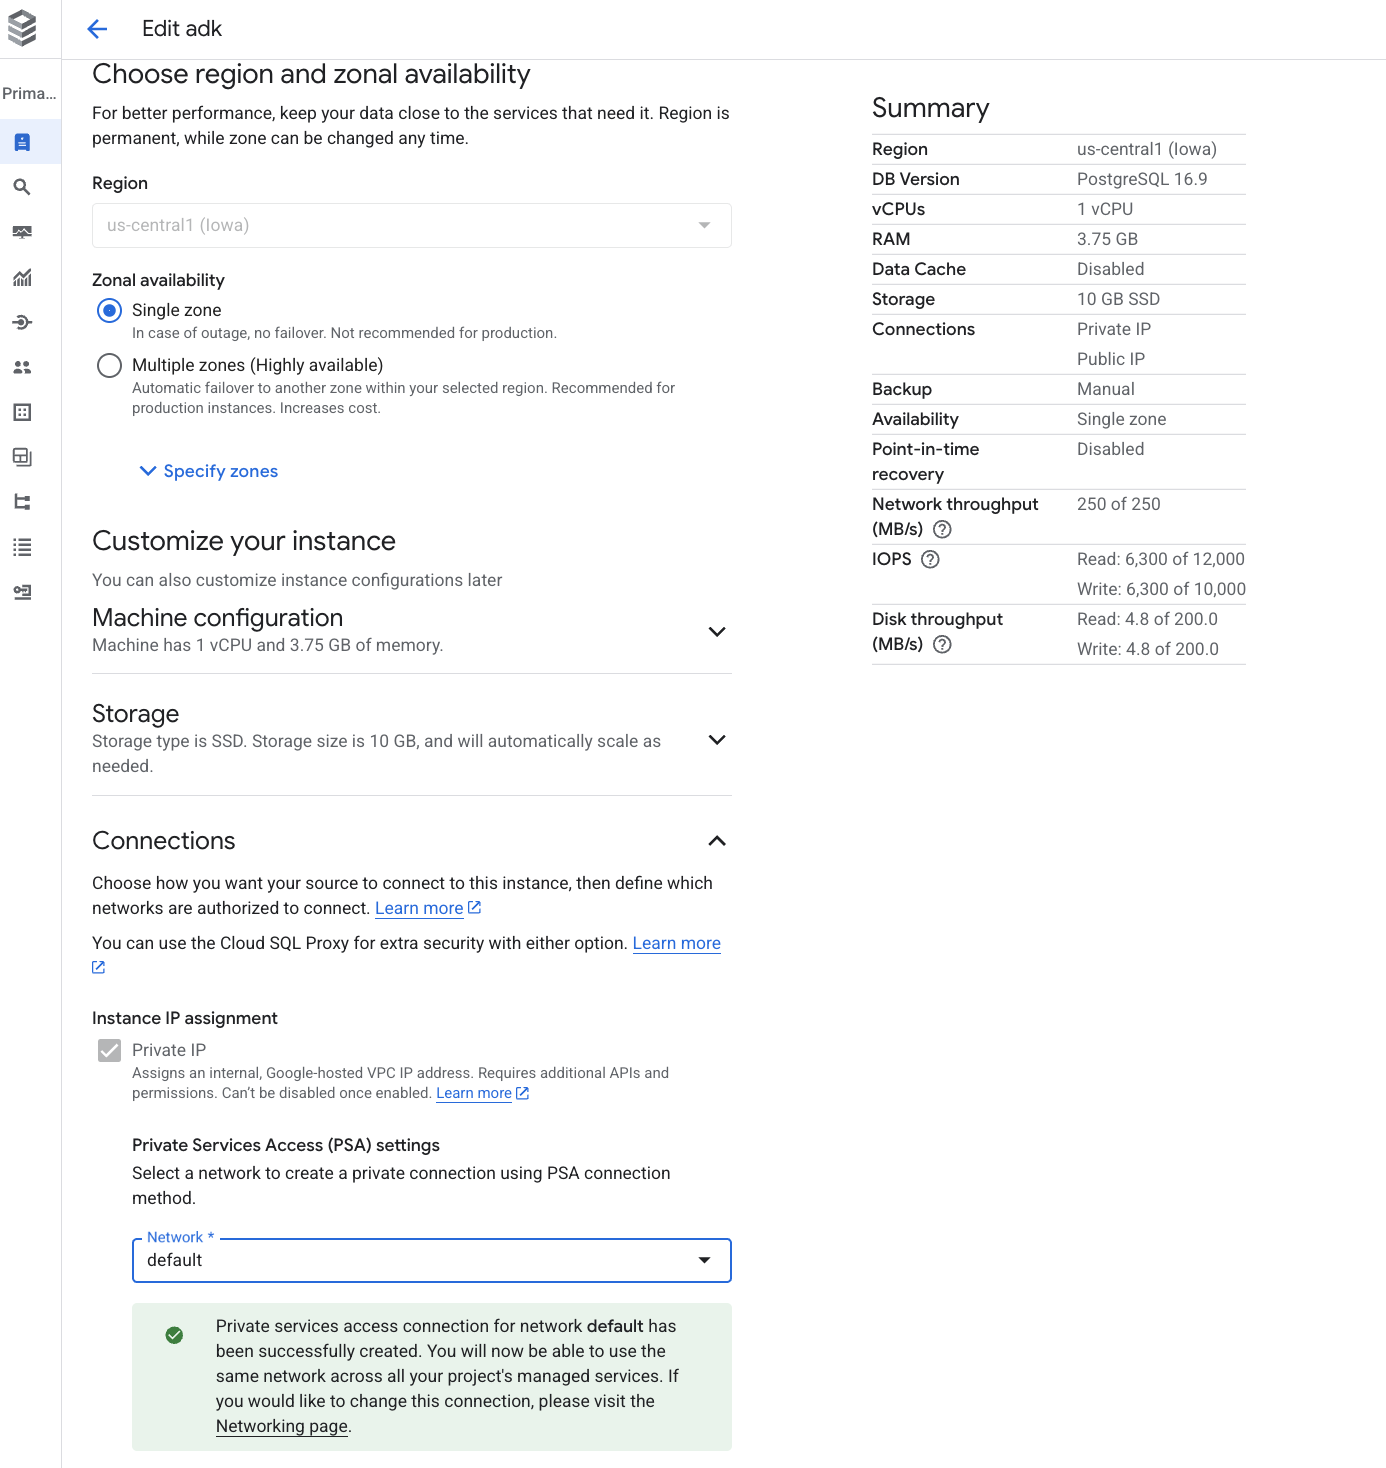 Edit adk
Prima...
Choose region and zonal availability
For better performance, keep your data close to the services that need it. Region is
permanent, while zone can be changed any time.
Region
us-central1 (Iowa)
Zonal availability
Single zone
In case of outage, no failover. Not recommended for production.
Multiple zones (Highly available)
Automatic failover to another zone within your selected region. Recommended for
production instances. Increases cost.
Specify zones
Customize your instance
You can also customize instance configurations later
Machine configuration
Machine has 1 vCPU and 3.75 GB of memory.
Storage
Storage type is SSD. Storage size is 10 GB, and will automatically scale as
needed.
Connections
Choose how you want your source to connect to this instance, then define which
networks are authorized to connect. Learn more
You can use the Cloud SQL Proxy for extra security with either option. Learn more
Instance IP assignment
Private IP
Assigns an internal, Google-hosted VPC IP address. Requires additional APIs and
permissions. Can't be disabled once enabled. Learn more
Private Services Access (PSA) settings
Select a network to create a private connection using PSA connection
method.
Network *
default
Private services access connection for network default has
been successfully created. You will now be able to use the
same network across all your project's managed services. If
you would like to change this connection, please visit the
Networking page.
Summary
Region us-central1 (Iowa)
DB Version PostgreSQL 16.9
vCPUs 1 vCPU
RAM 3.75 GB
Data Cache Disabled
Storage 10 GB SSD
Connections Private IP
Public IP
Backup Manual
Availability Single zone
Point-in-time Disabled
recovery
Network throughput 250 of 250
(MB/s)
IOPS Read: 6,300 of 12,000
Write: 6,300 of 10,000
Disk throughput Read: 4.8 of 200.0
(MB/s) Write: 4.8 of 200.0